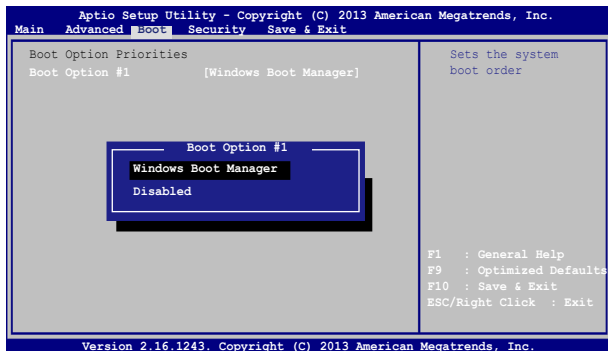 Aptio Setup Utility - Copyright (C) 2013 American Megatrends, Inc.
Main Advanced Boot Security Save & Exit
Boot Option Priorities
Boot Option #1 [Windows Boot Manager]
Sets the system
boot order
Boot Option #1
Windows Boot Manager
Disabled
F1 : General Help
F9 : Optimized Defaults
F10 : Save & Exit
ESC/Right Click : Exit
Version 2.16.1243. Copyright (C) 2013 American Megatrends, Inc.